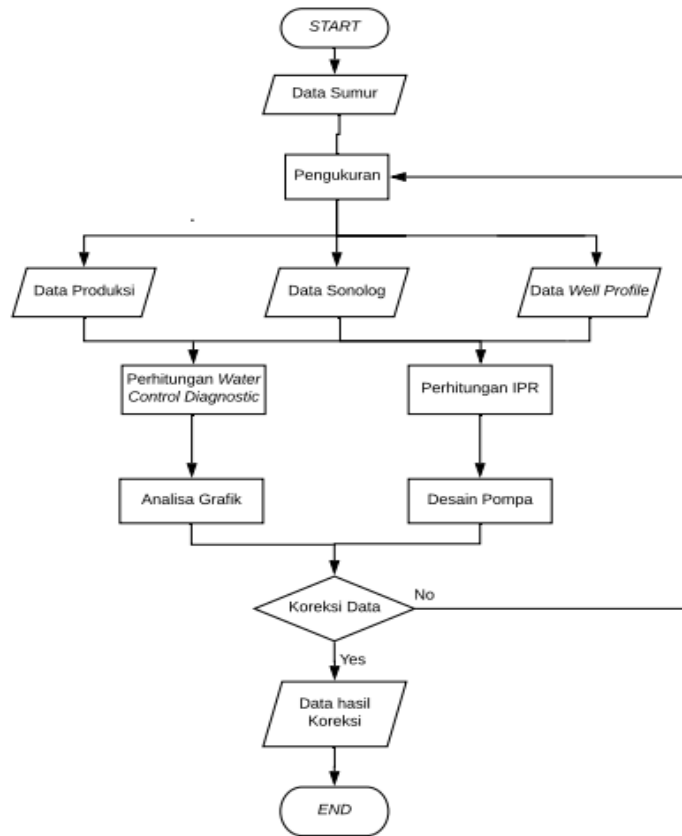 START
Data Sumur
Pengukuran
Data Produksi
Data Sonolog
Data Well Profile
Perhitungan Water
Control Diagnostic
Perhitungan IPR
Analisa Grafik
Desain Pompa
Koreksi Data
No
Yes
Data hasil
Koreksi
END